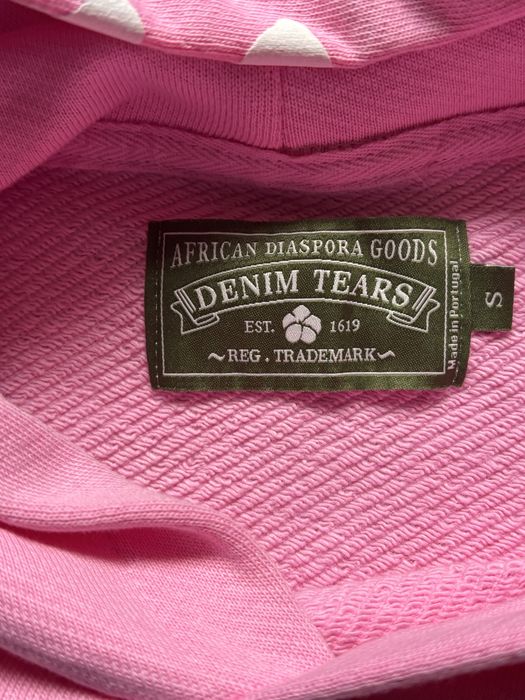 AFRICAN DIASPORA GOODS
DENIM TEARS
EST. 1619
~REG. TRADEMARK~
Made in Portugal
S